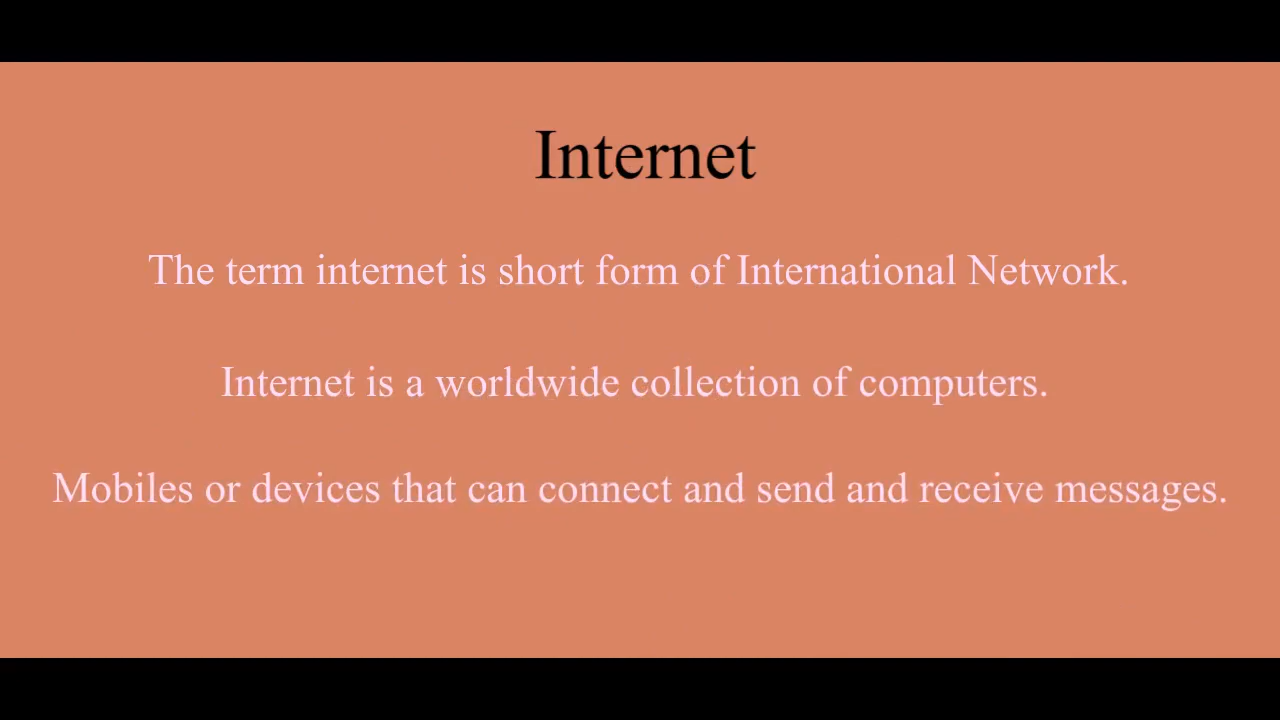 Internet
The term internet is short form of International Network.
Internet is a worldwide collection of computers.
Mobiles or devices that can connect and send and receive messages.